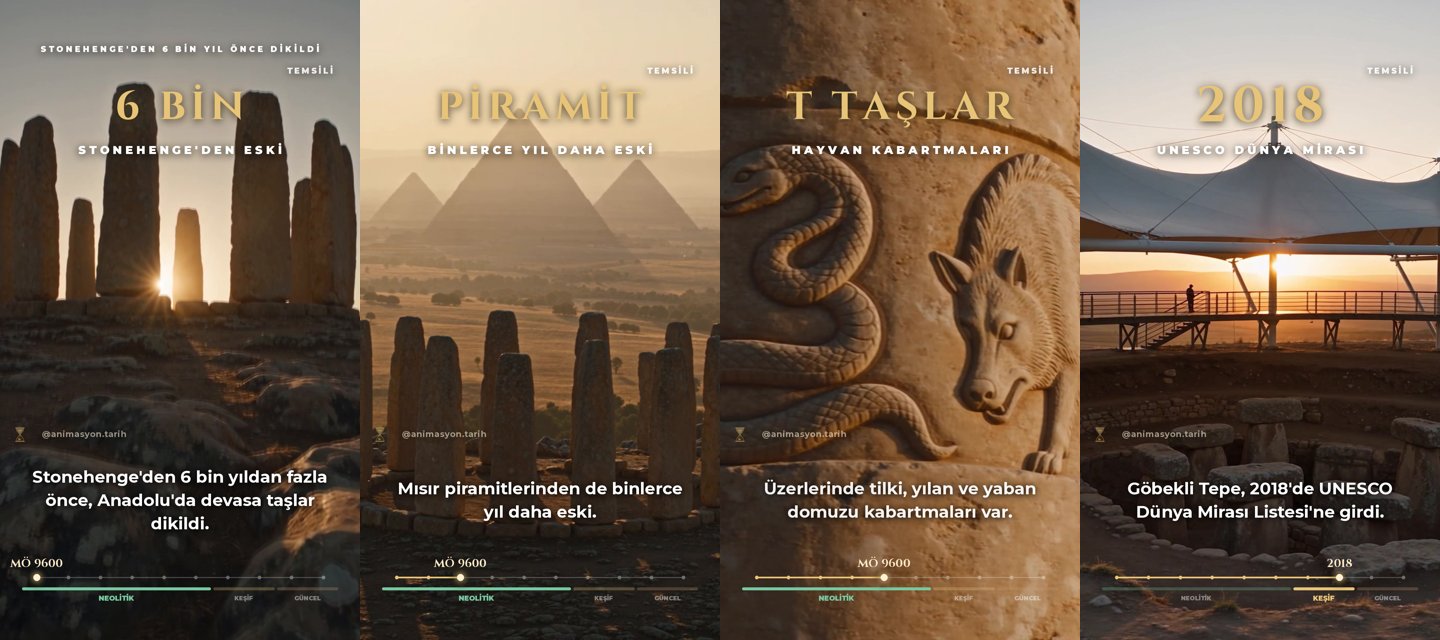 STONEHENGE'DEN 6 BİN YIL ÖNCE DİKİLDİ
TEMSİLİ
6 BİN
STONEHENGE'DEN ESKİ
@animasyon.tarih
Stonehenge'den 6 bin yıldan fazla
önce, Anadolu'da devasa taşlar
dikildi.
MÖ 9600
NEOLİTİK
KEŞİF
GÜNCEL
TEMSİLİ
PİRAMİT
BİNLERCE YIL DAHA ESKİ
@animasyon.tarih
Mısır piramitlerinden de binlerce
yıl daha eski.
MÖ 9600
NEOLİTİK
KEŞİF
GÜNCEL
TEMSİLİ
T TAŞLAR
HAYVAN KABARTMALARI
@animasyon.tarih
Üzerlerinde tilki, yılan ve yaban
domuzu kabartmaları var.
MÖ 9600
NEOLİTİK
KEŞİF
GÜNCEL
TEMSİLİ
2018
UNESCO DÜNYA MİRASI
@animasyon.tarih
Göbekli Tepe, 2018'de UNESCO
Dünya Mirası Listesi'ne girdi.
2018
NEOLİTİK
KEŞİF
GÜNCEL